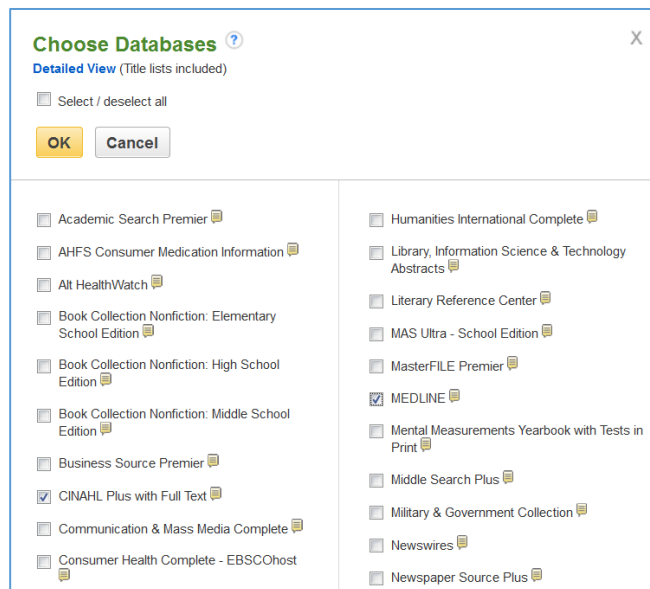 Choose Databases ?
X
Detailed View (Title lists included)
Select / deselect all
OK
Cancel
Academic Search Premier
AHFS Consumer Medication Information
Alt HealthWatch
Book Collection Nonfiction: Elementary
School Edition
Book Collection Nonfiction: High School
Edition
Book Collection Nonfiction: Middle School
Edition
Business Source Premier
CINAHL Plus with Full Text
Communication & Mass Media Complete
Consumer Health Complete - EBSCOhost
Humanities International Complete
Library, Information Science & Technology
Abstracts
Literary Reference Center
MAS Ultra - School Edition
MasterFILE Premier
MEDLINE
Mental Measurements Yearbook with Tests in
Print
Middle Search Plus
Military & Government Collection
Newswires
Newspaper Source Plus